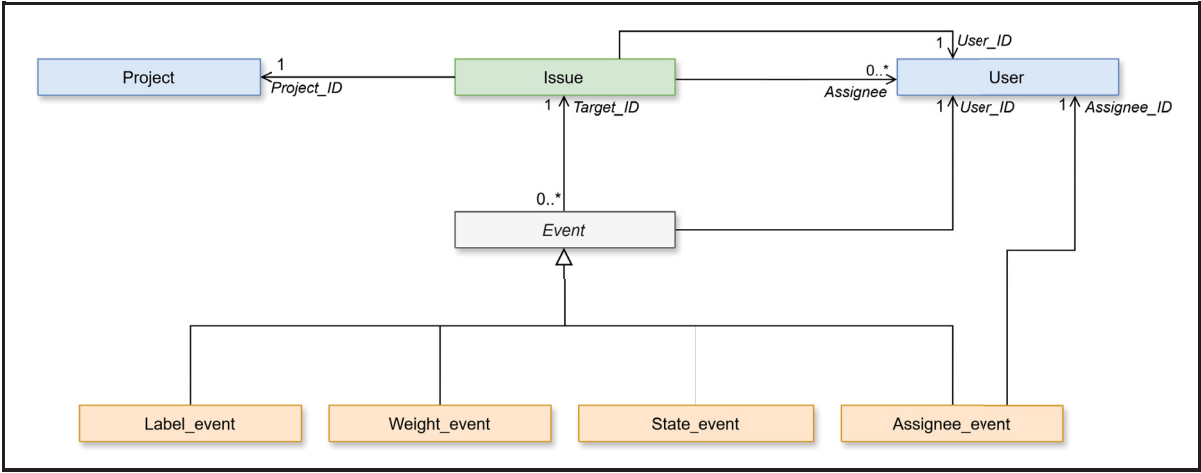 1 User_ID
Project
1
Project_ID
Issue
0..*
Assignee
User
1 Target_ID
1 User_ID
1 Assignee_ID
0..*
Event
Label_event
Weight_event
State_event
Assignee_event